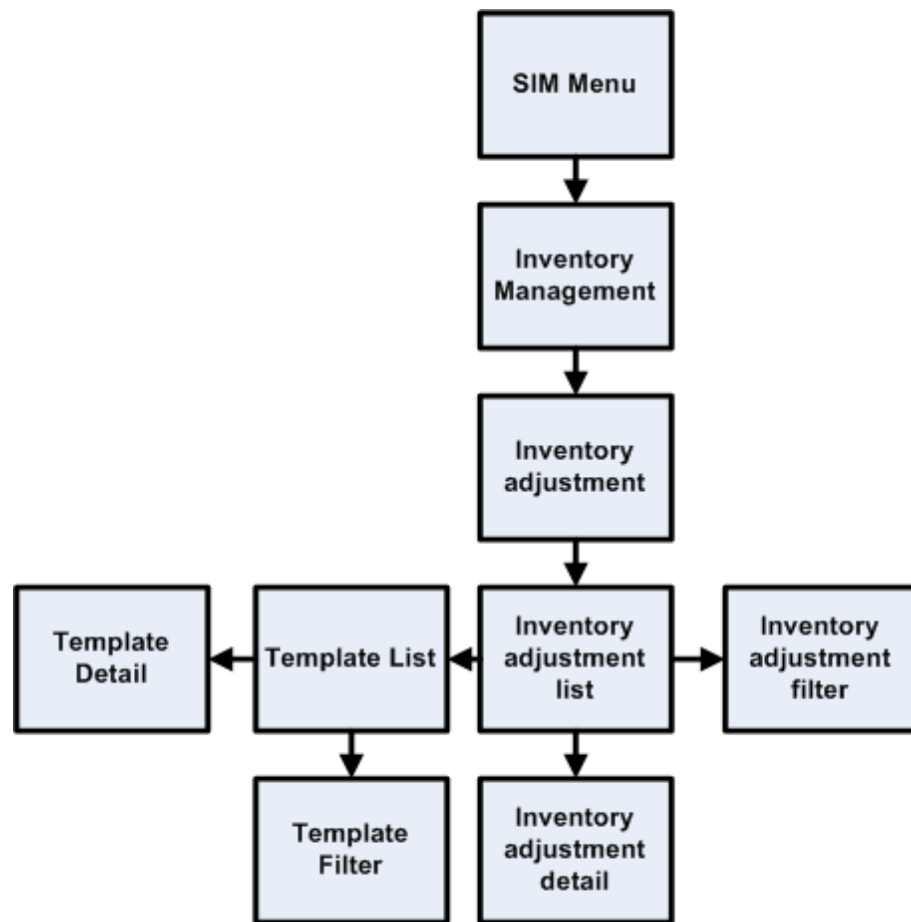 SIM Menu
Inventory
Management
Inventory
adjustment
Template
Detail
Template List
Inventory
adjustment
list
Inventory
adjustment
filter
Template
Filter
Inventory
adjustment
detail